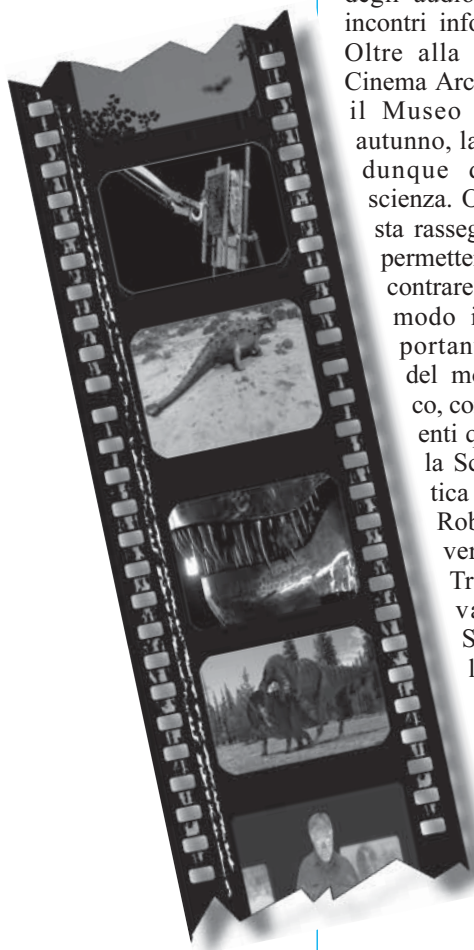 degli audio
incontri info
Oltre alla
Cinema Arc
il Museo
autunno, la
dunque d
scienza. O
sta rasseg
permette
contrare
modo i
portan
del mo
co, co
enti q
la Sc
tica
Rob
ver
Tr
va
S
l